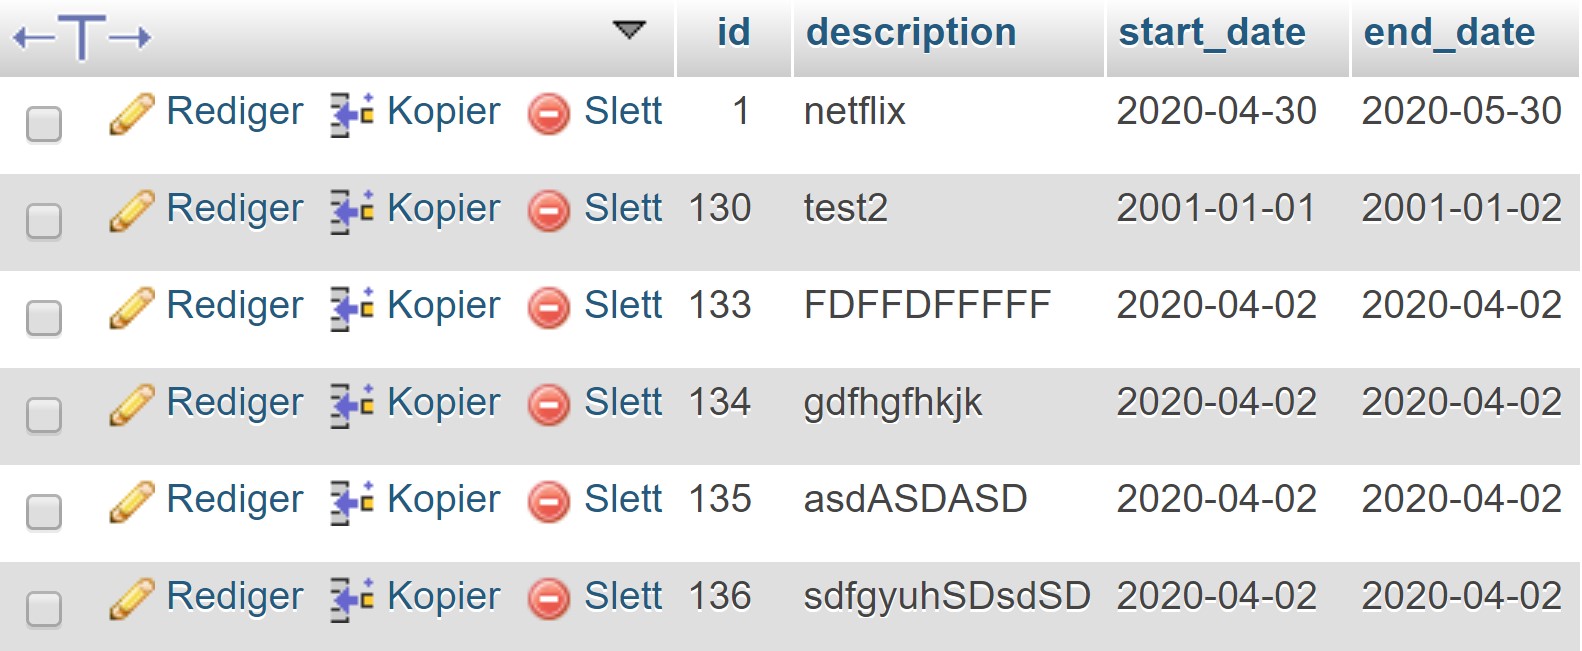 id description start_date end_date
Rediger Kopier Slett 1 netflix 2020-04-30 2020-05-30
Rediger Kopier Slett 130 test2 2001-01-01 2001-01-02
Rediger Kopier Slett 133 FDFFDFFFFF 2020-04-02 2020-04-02
Rediger Kopier Slett 134 gdfhgfhkjk 2020-04-02 2020-04-02
Rediger Kopier Slett 135 asdASDASD 2020-04-02 2020-04-02
Rediger Kopier Slett 136 sdfgyuhSDsdSD 2020-04-02 2020-04-02